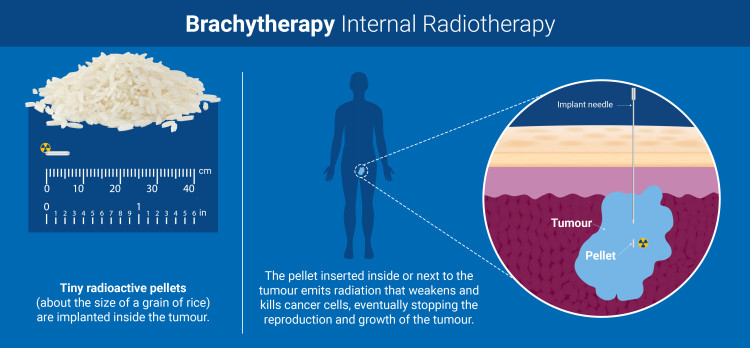 Brachytherapy Internal Radiotherapy
cm
0 10 20 30 40
0 1 2 3 4 5 6 7 8 9 1 1 2 3 4 5 6 in
Tiny radioactive pellets
(about the size of a grain of rice)
are implanted inside the tumour.
The pellet inserted inside or next to the
tumour emits radiation that weakens and
kills cancer cells, eventually stopping the
reproduction and growth of the tumour.
Implant needle
Tumour
Pellet